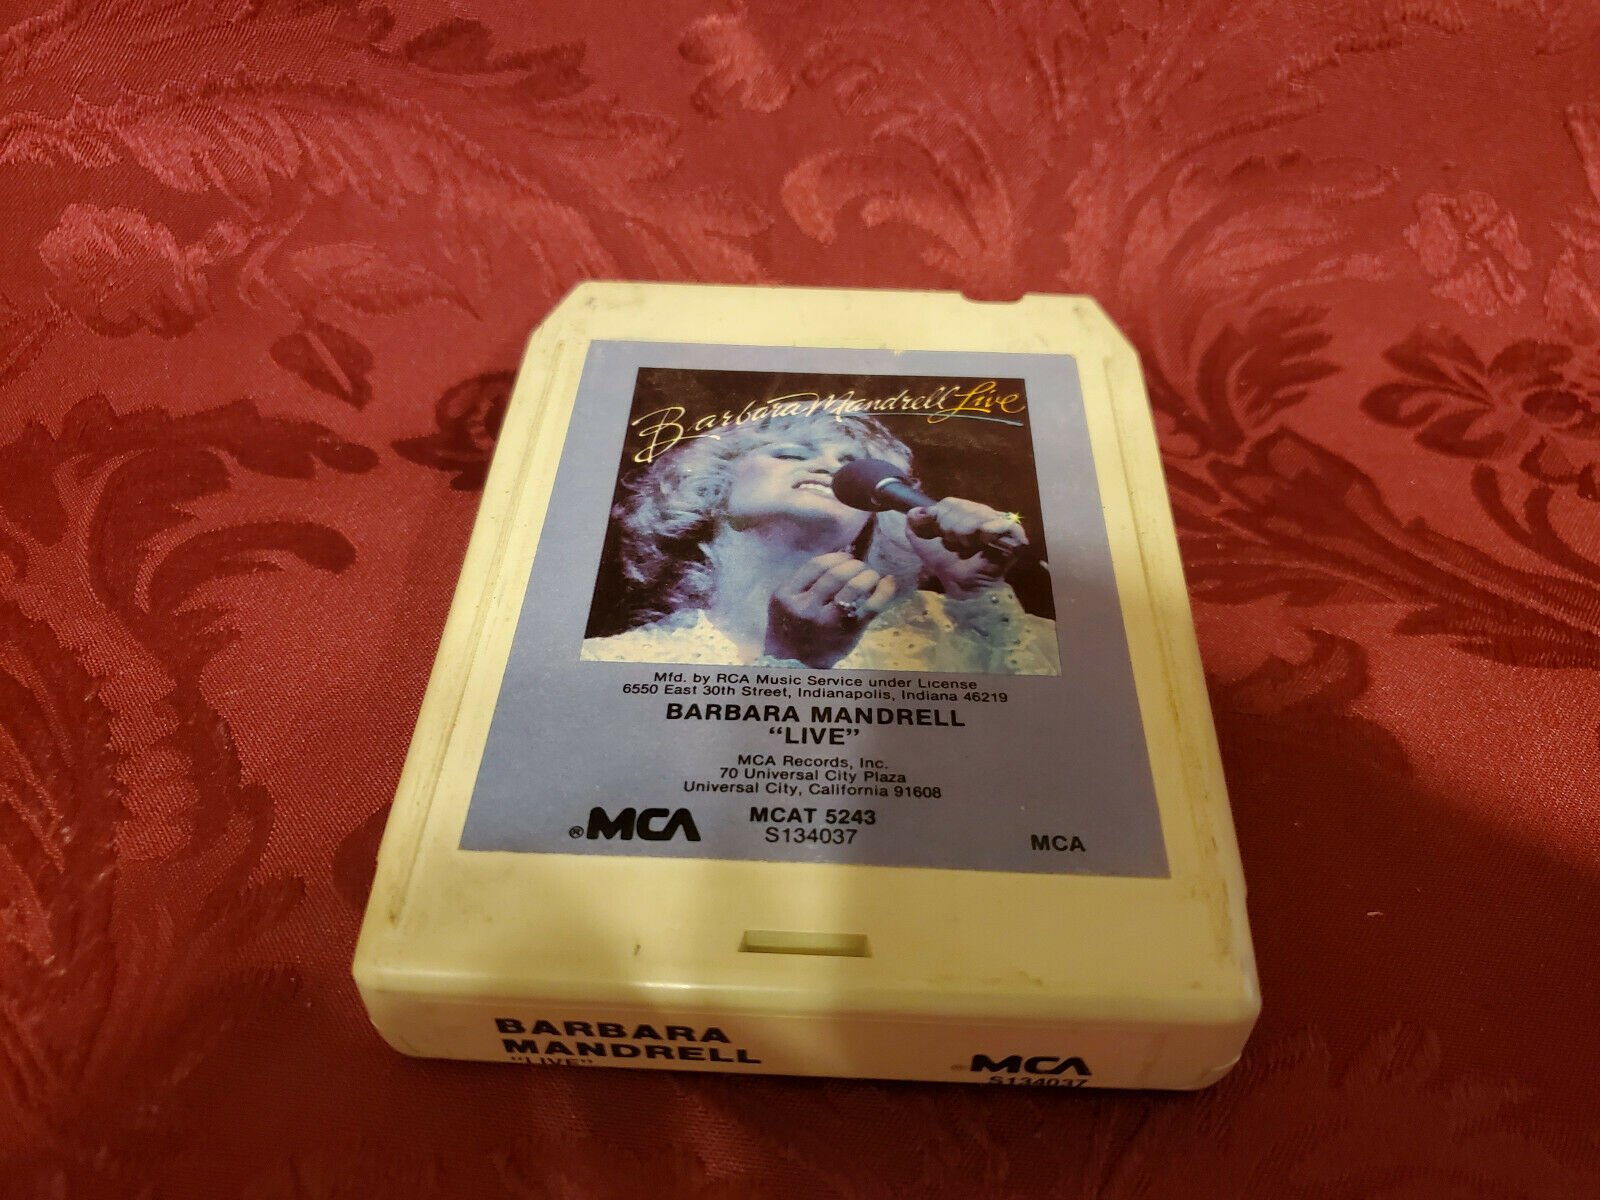 Barbara Mandrell Live
Mfd. by RCA Music Service under License
6550 East 30th Street, Indianapolis, Indiana 46219
BARBARA MANDRELL
“LIVE”
MCA Records, Inc.
70 Universal City Plaza
Universal City, California 91608
®MCA
MCAT 5243
S134037
MCA
BARBARA
MANDRELL
“LIVE”
®MCA
S134037